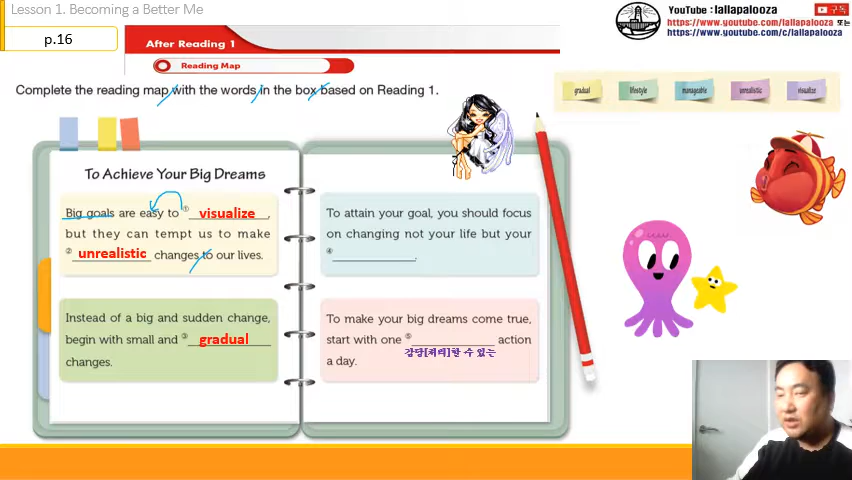 Lesson 1. Becoming a Better Me
p.16
After Reading 1
Reading Map
YouTube : lallapalooza
구독
https://www.youtube.com/lallapalooza 또는
https://www.youtube.com/c/lallapalooza
Complete the reading map with the words in the box based on Reading 1.
gradual
lifestyle
manageable
unrealistic
visualize
To Achieve Your Big Dreams
Big goals are easy to ① visualize,
but they can tempt us to make
② unrealistic changes to our lives.
Instead of a big and sudden change,
begin with small and ③ gradual
changes.
To attain your goal, you should focus
on changing not your life but your
④ .
To make your big dreams come true,
start with one ⑤ action
감당[처리]할 수 있는
a day.